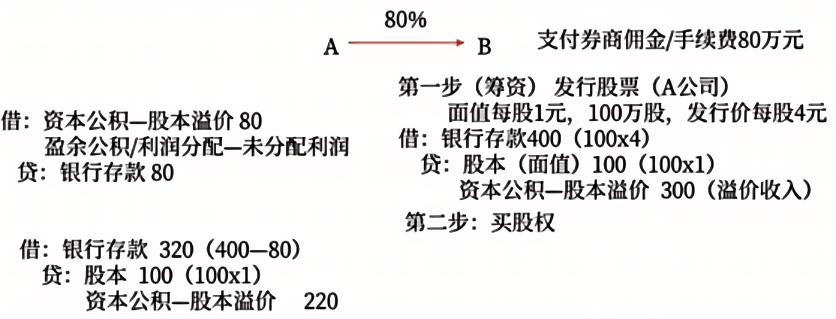 80%
A
B
支付券商佣金/手续费80万元
第一步（筹资） 发行股票（A公司）
面值每股1元，100万股，发行价每股4元
借：银行存款400（100x4）
贷：股本（面值）100（100x1）
资本公积—股本溢价 300（溢价收入）
第二步：买股权
借：资本公积—股本溢价 80
盈余公积/利润分配—未分配利润
贷：银行存款 80
借：银行存款 320（400—80）
贷：股本 100（100x1）
资本公积—股本溢价 220